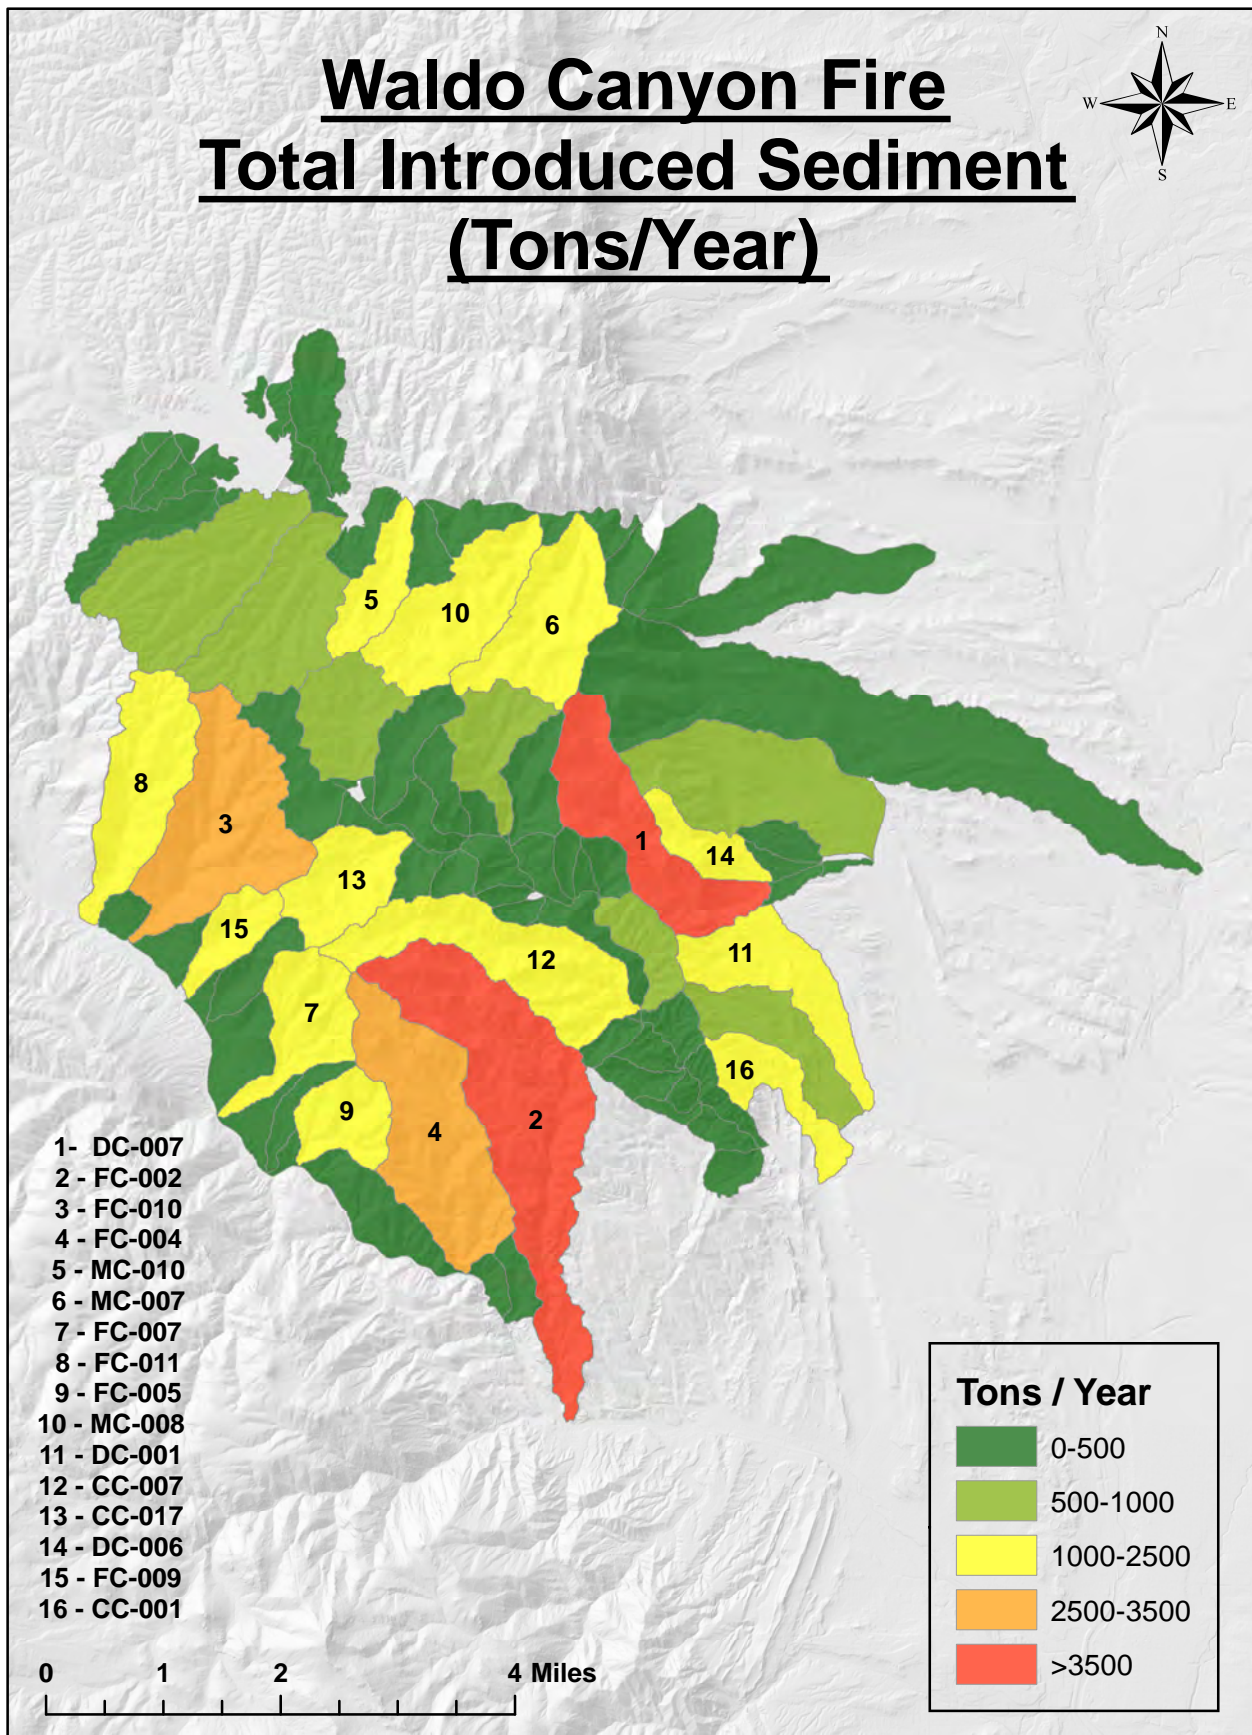 Waldo Canyon Fire
Total Introduced Sediment
(Tons/Year)
N
W
E
S
5
10
6
8
3
1
14
13
15
12
11
7
16
9
4
2
1- DC-007
2 - FC-002
3 - FC-010
4 - FC-004
5 - MC-010
6 - MC-007
7 - FC-007
8 - FC-011
9 - FC-005
10 - MC-008
11 - DC-001
12 - CC-007
13 - CC-017
14 - DC-006
15 - FC-009
16 - CC-001
Tons / Year
0-500
500-1000
1000-2500
2500-3500
>3500
0 1 2 4 Miles